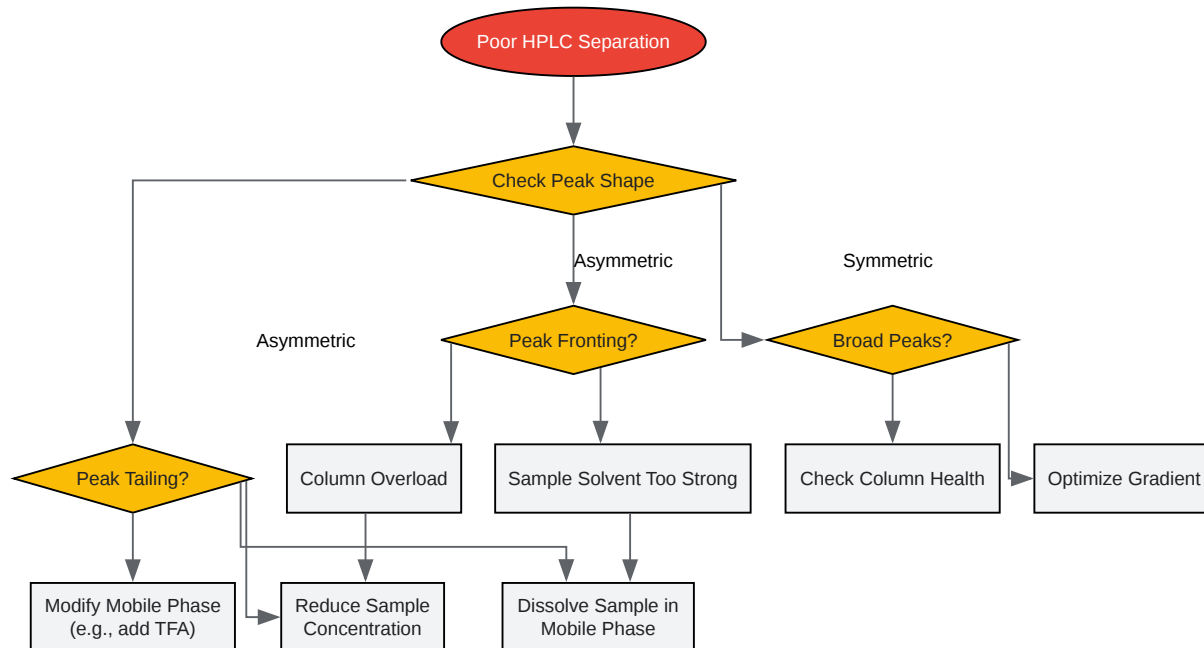 Poor HPLC Separation
Check Peak Shape
Asymmetric
Symmetric
Asymmetric
Peak Fronting?
Broad Peaks?
Peak Tailing?
Column Overload
Sample Solvent Too Strong
Check Column Health
Optimize Gradient
Modify Mobile Phase
(e.g., add TFA)
Reduce Sample
Concentration
Dissolve Sample in
Mobile Phase